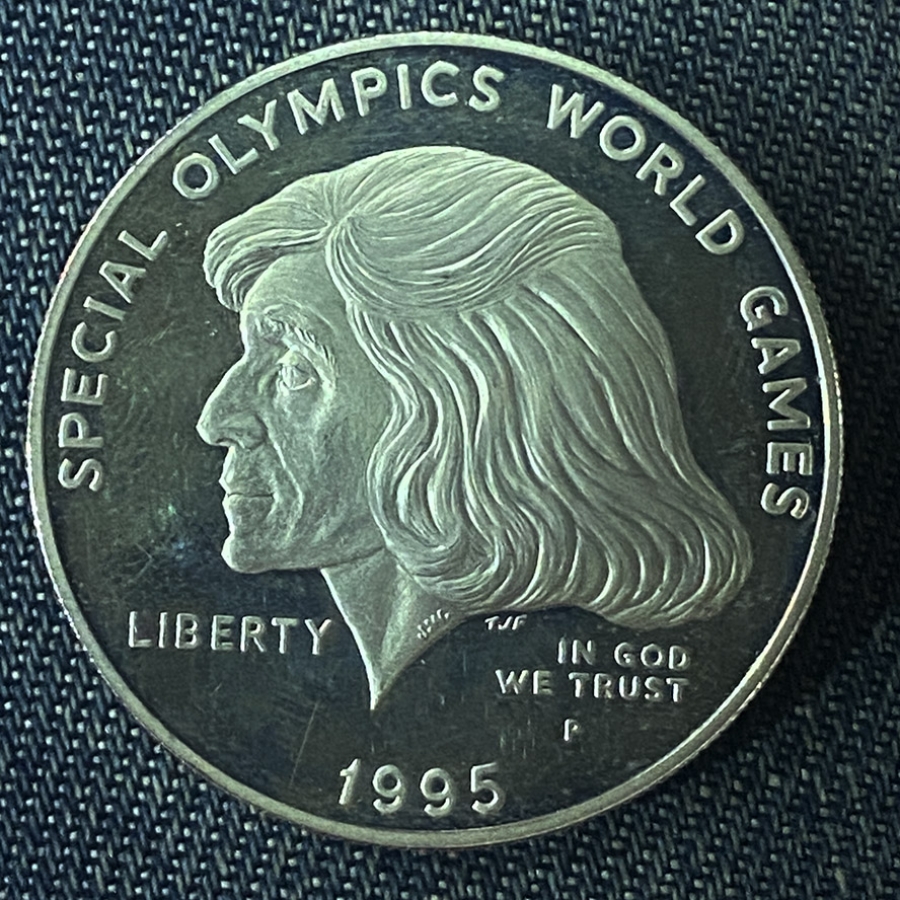 SPECIAL OLYMPICS WORLD GAMES
LIBERTY
TJF
IN GOD
WE TRUST
P
1995